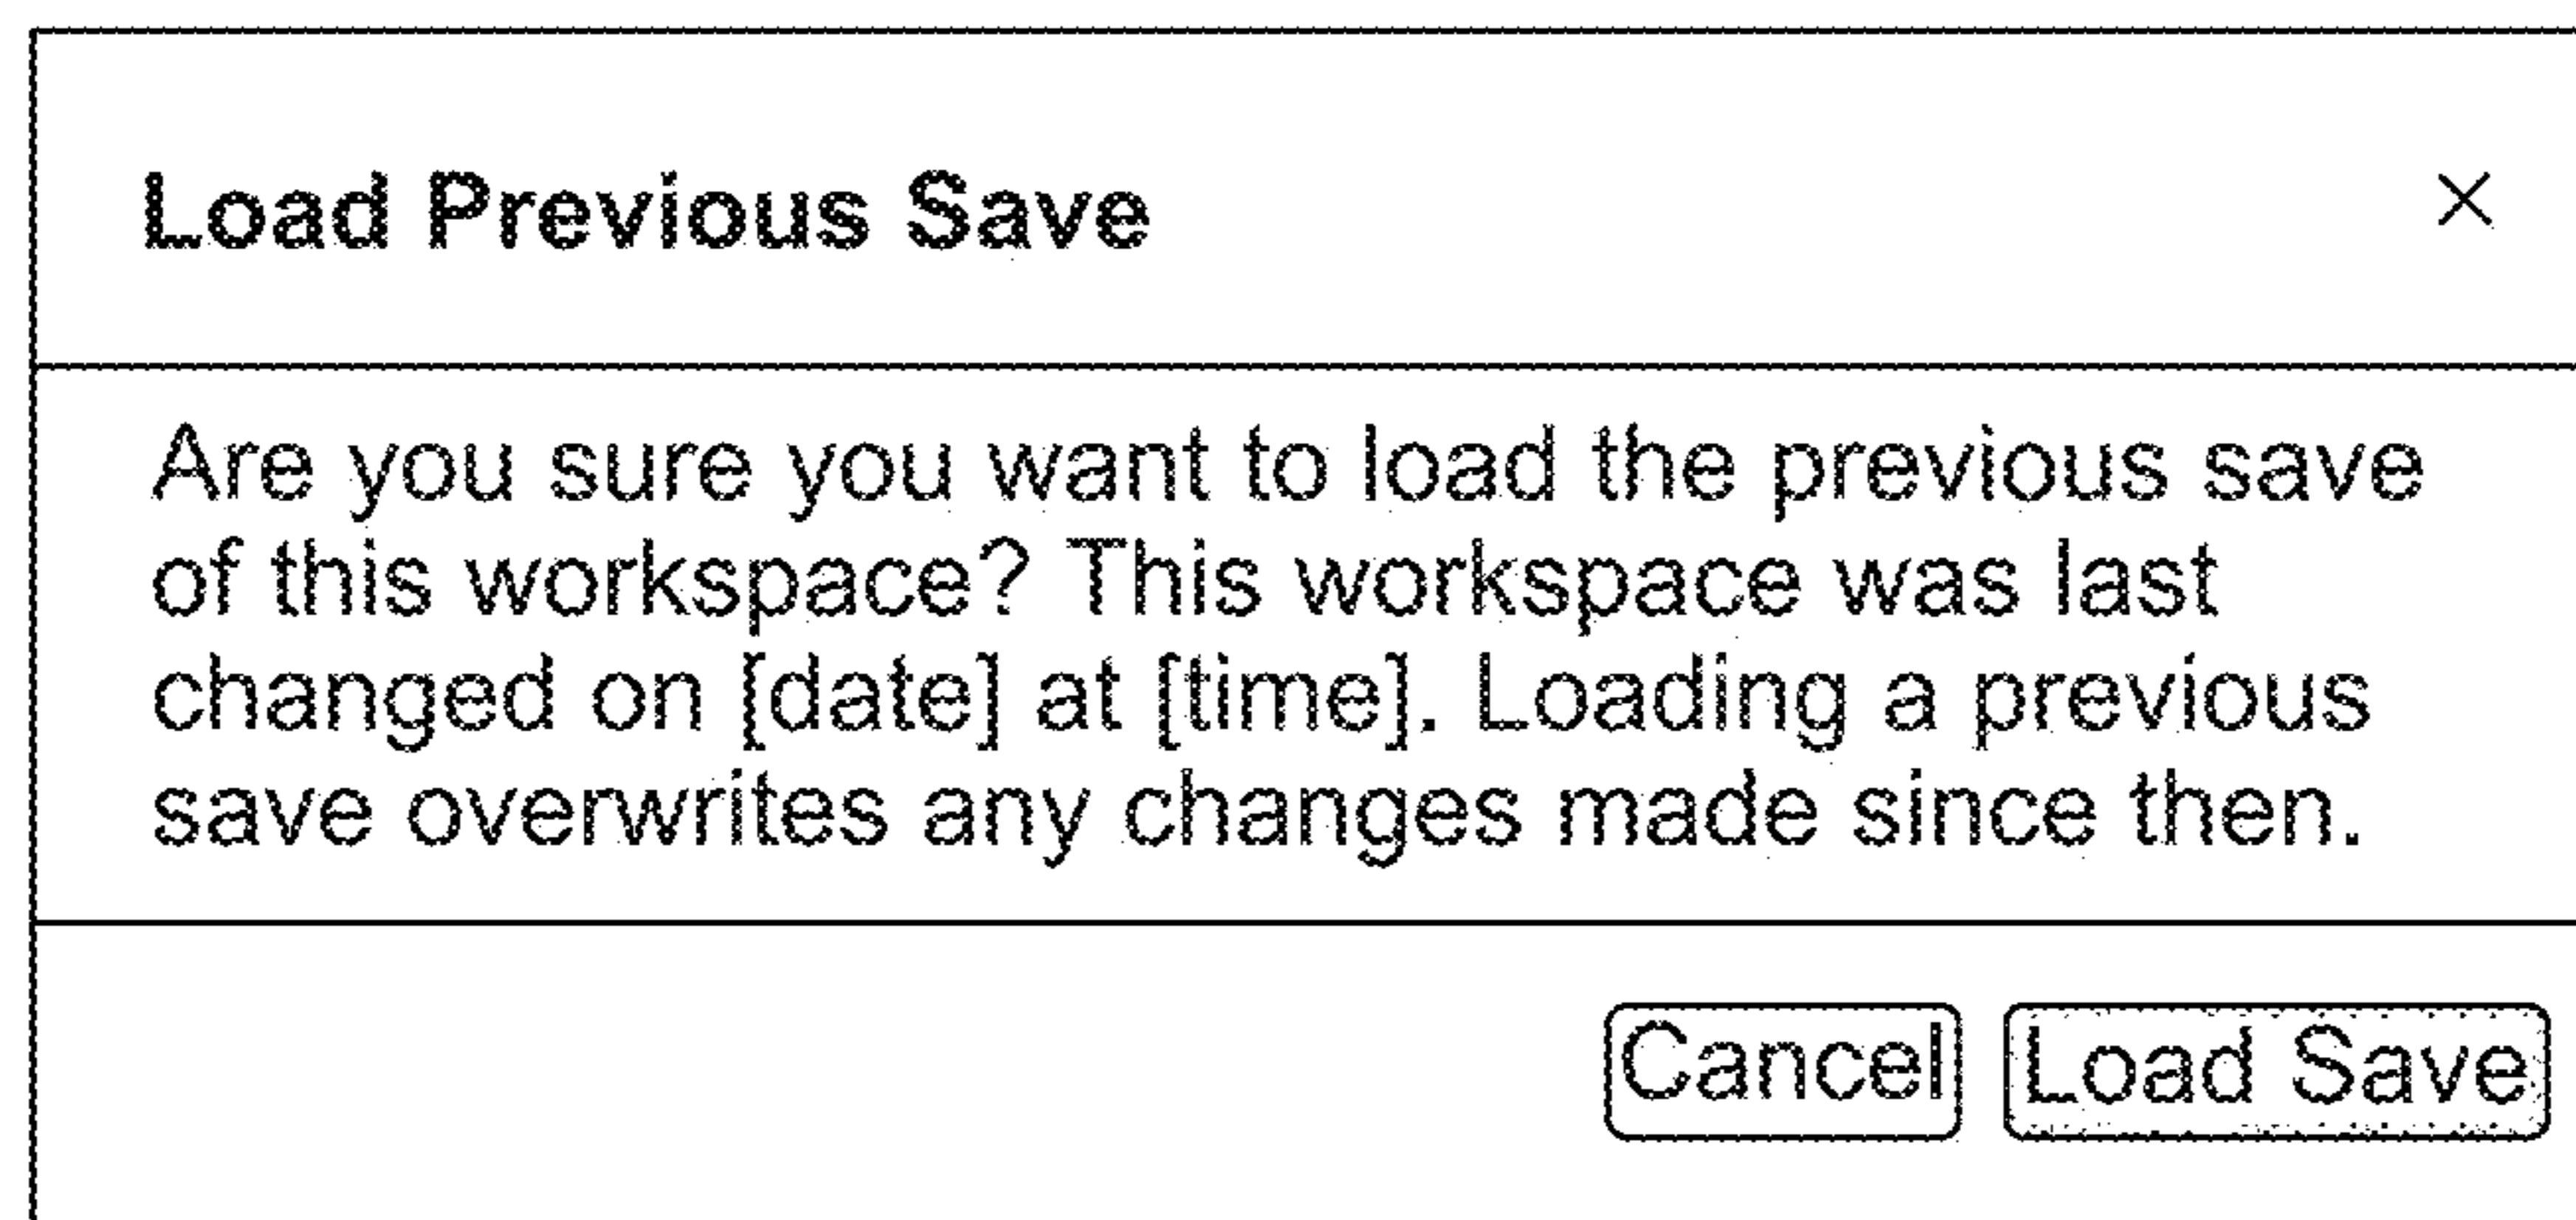 Load Previous Save
Are you sure you want to load the previous save
of this workspace? This workspace was last
changed on [date] at [time]. Loading a previous
save overwrites any changes made since then.
Cancel Load Save